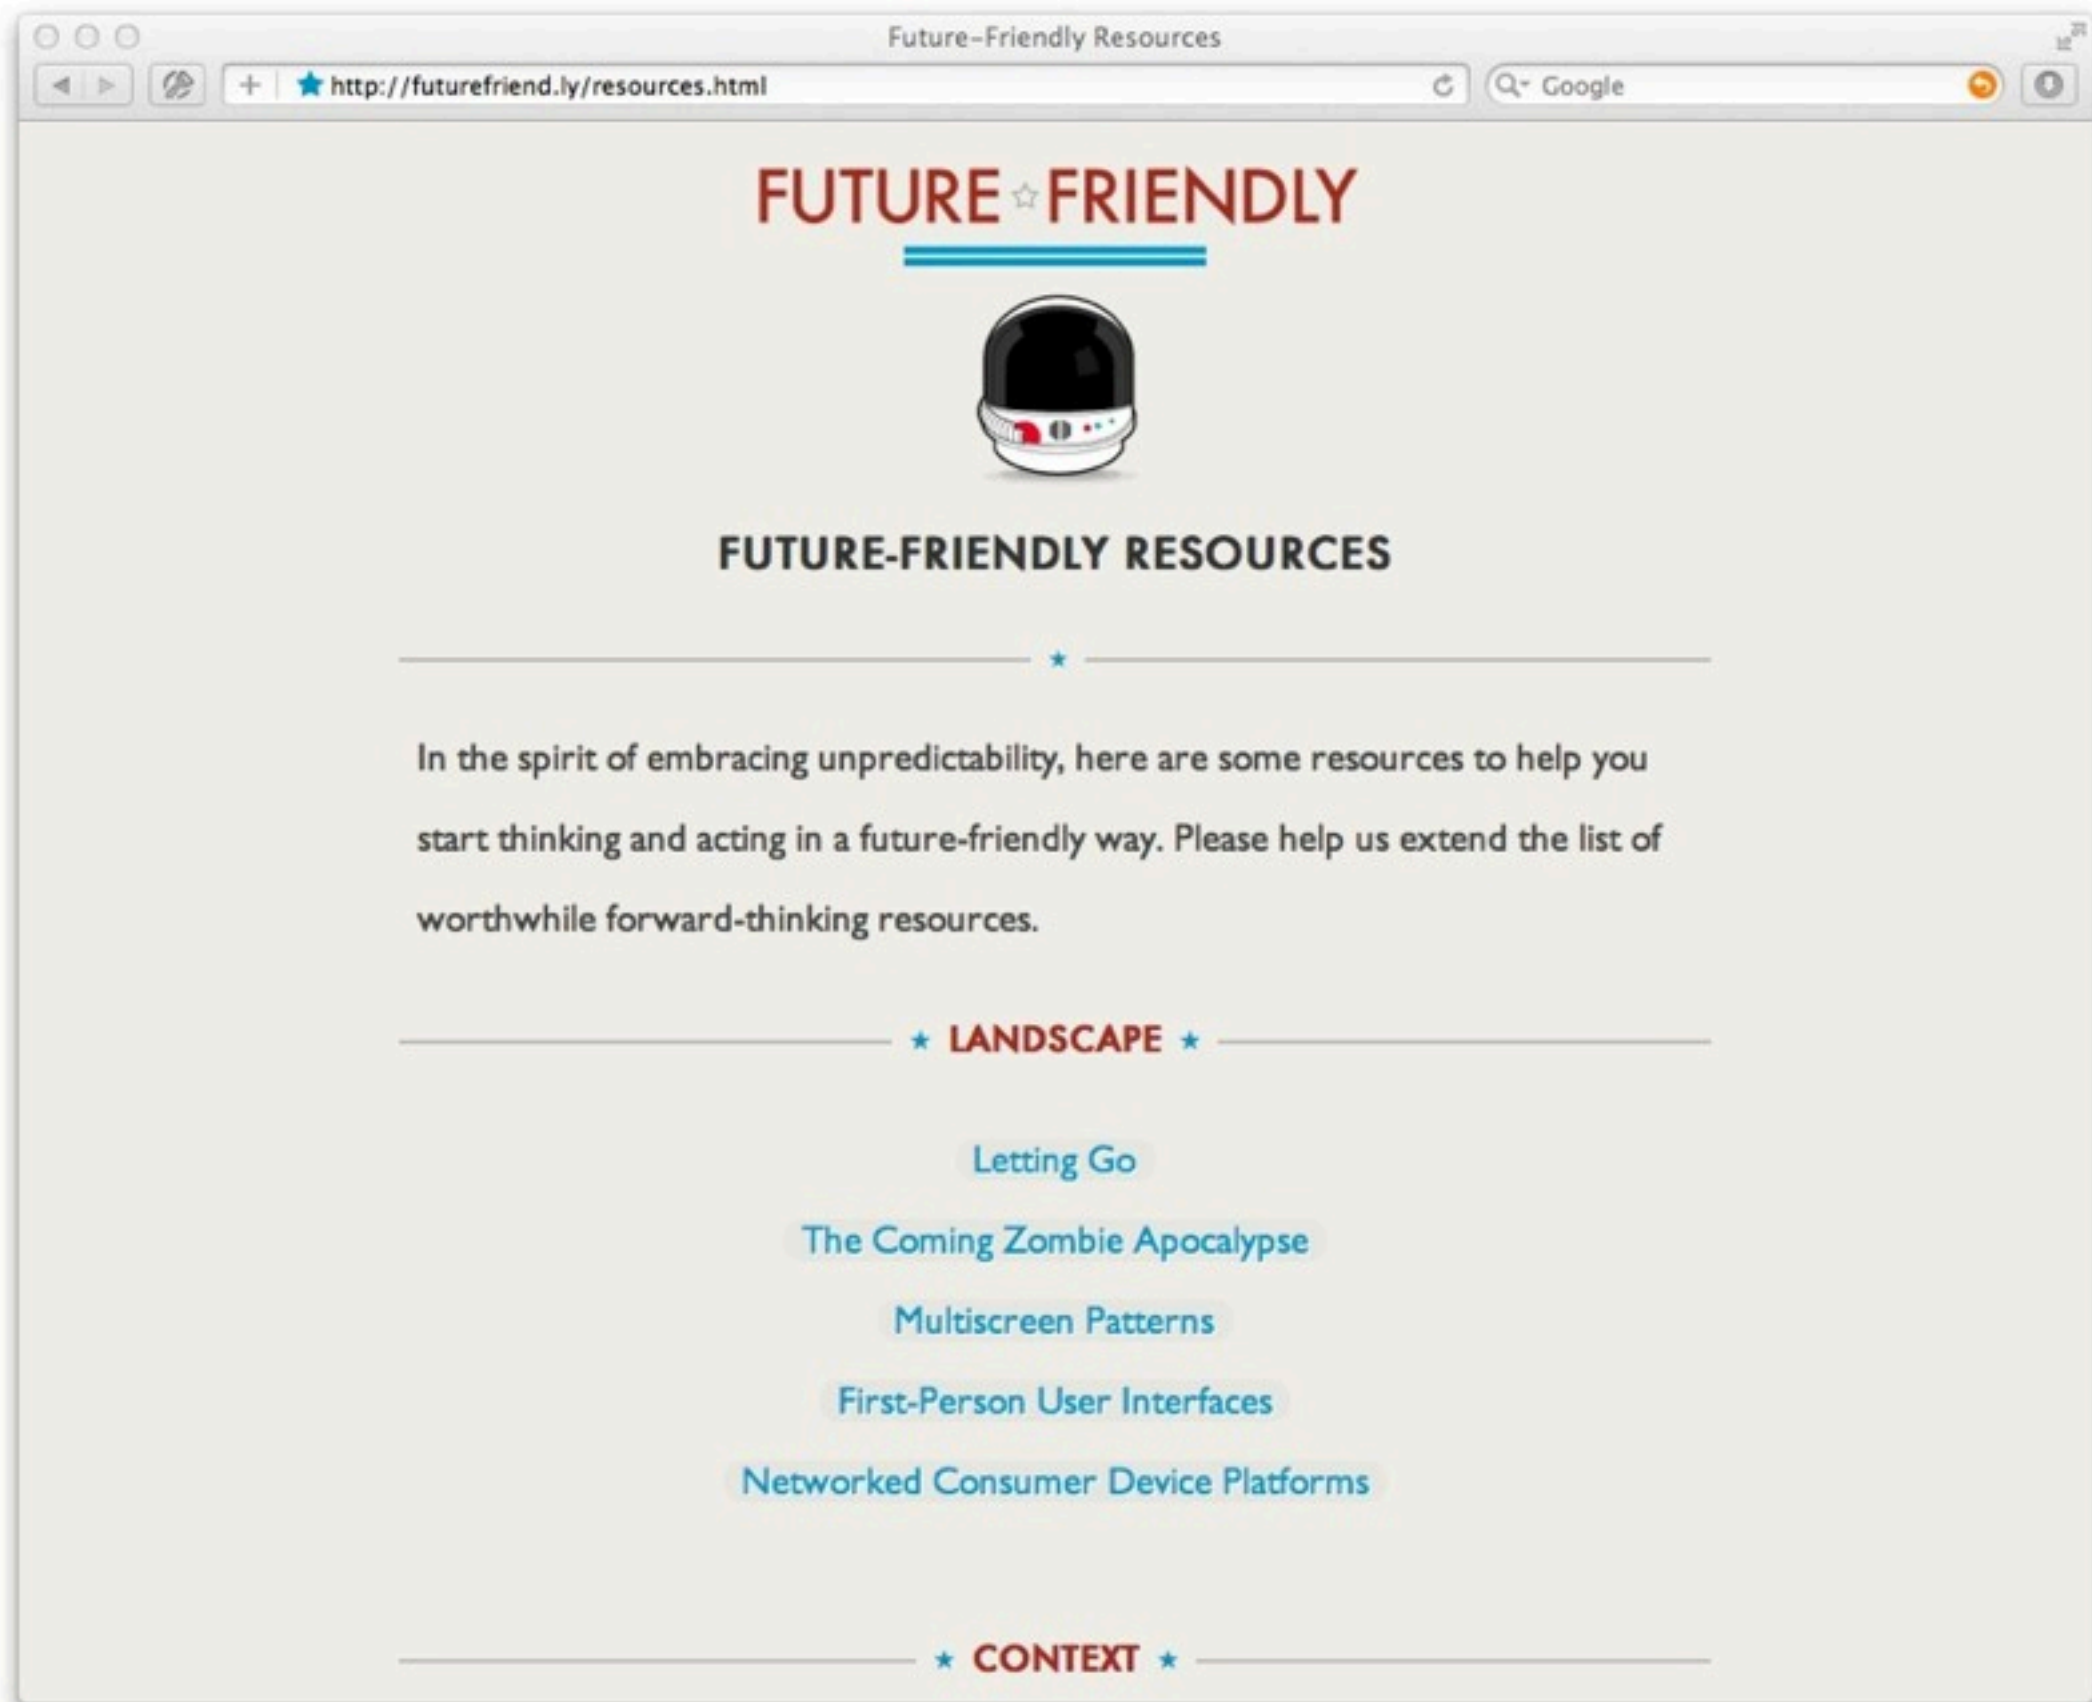 Future-Friendly Resources
http://futurefriend.ly/resources.html
Google
FUTURE☆FRIENDLY
FUTURE-FRIENDLY RESOURCES
In the spirit of embracing unpredictability, here are some resources to help you
start thinking and acting in a future-friendly way. Please help us extend the list of
worthwhile forward-thinking resources.
★ LANDSCAPE ★
Letting Go
The Coming Zombie Apocalypse
Multiscreen Patterns
First-Person User Interfaces
Networked Consumer Device Platforms
★ CONTEXT ★